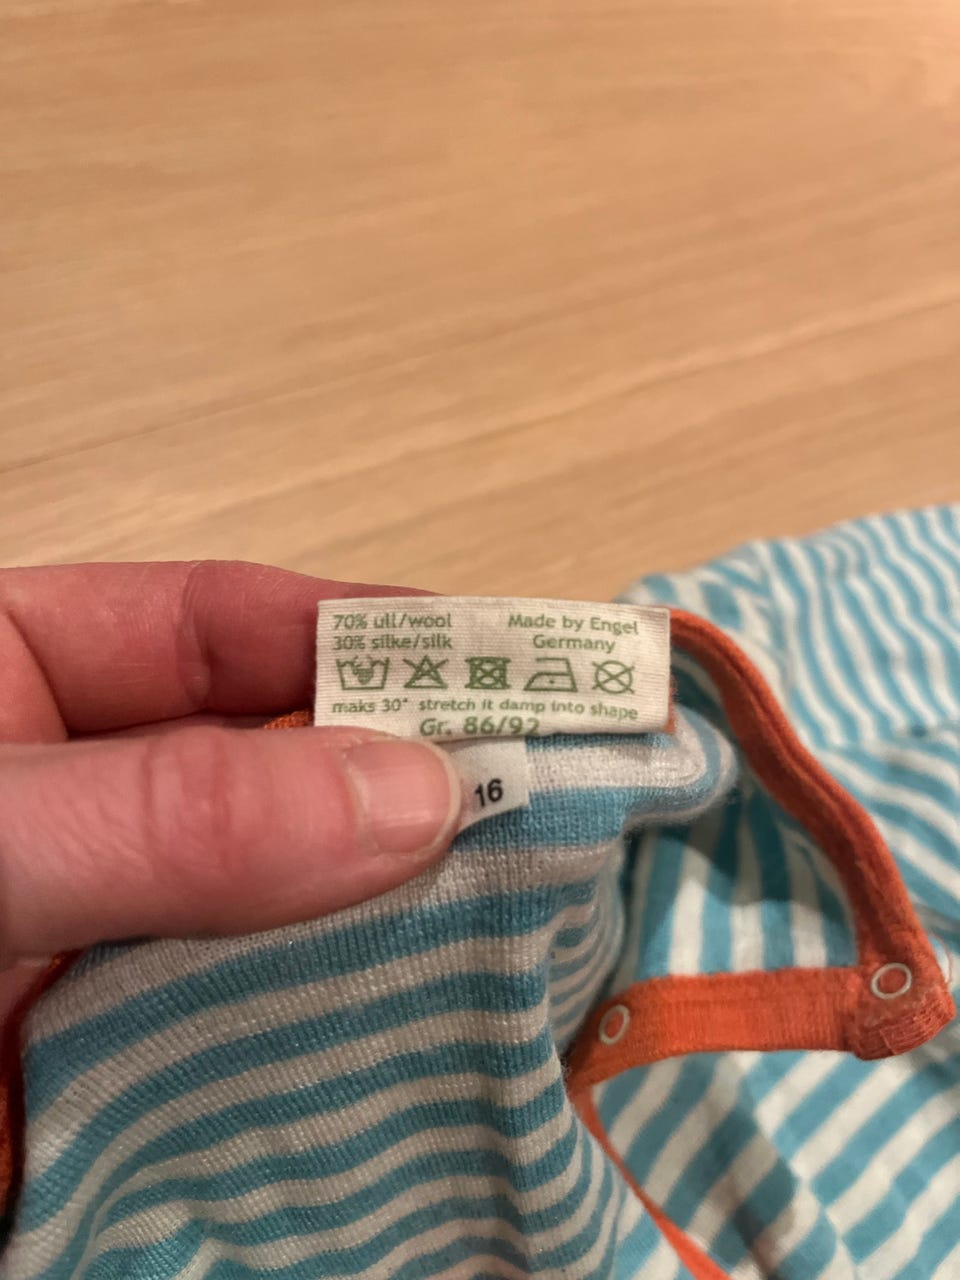 70% ull/wool
30% silke/silk
Made by Engel
Germany
maks 30° stretch it damp into shape
Gr. 86/92
16